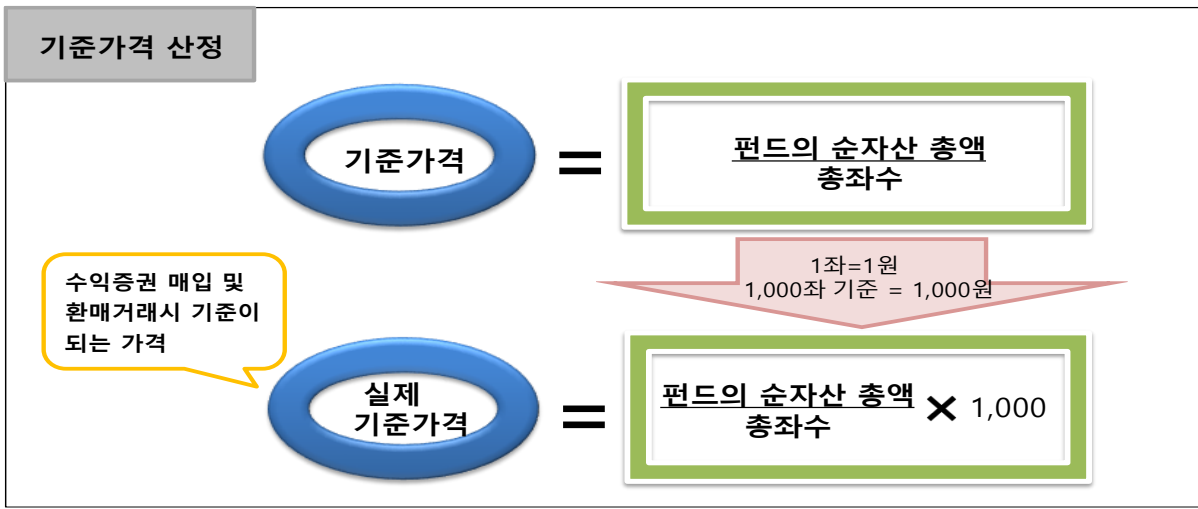 기준가격 산정
기준가격
=
펀드의 순자산 총액
총좌수
1좌=1원
1,000좌 기준 = 1,000원
수익증권 매입 및
환매거래시 기준이
되는 가격
실제
기준가격
=
펀드의 순자산 총액
총좌수
× 1,000